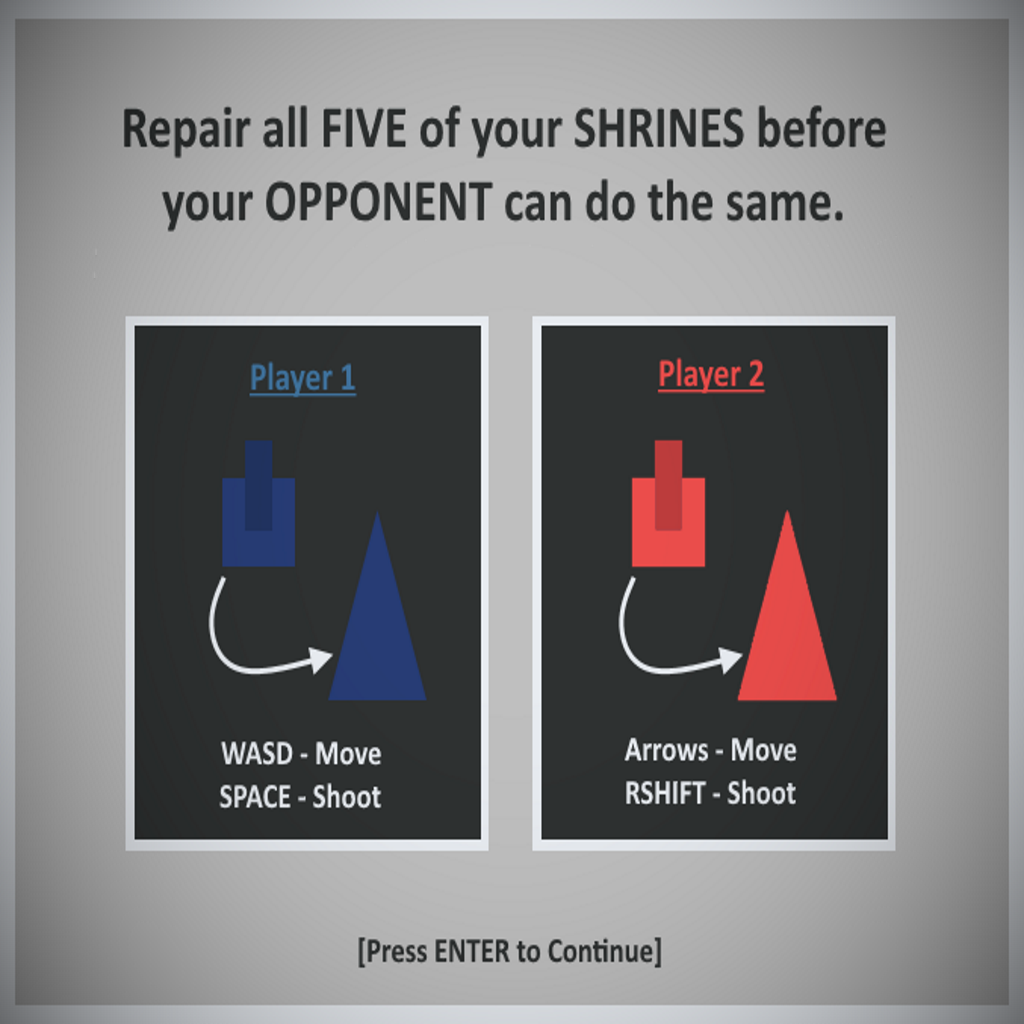 Repair all FIVE of your SHRINES before
your OPPONENT can do the same.
Player 1
WASD - Move
SPACE - Shoot
Player 2
Arrows - Move
RSHIFT - Shoot
[Press ENTER to Continue]